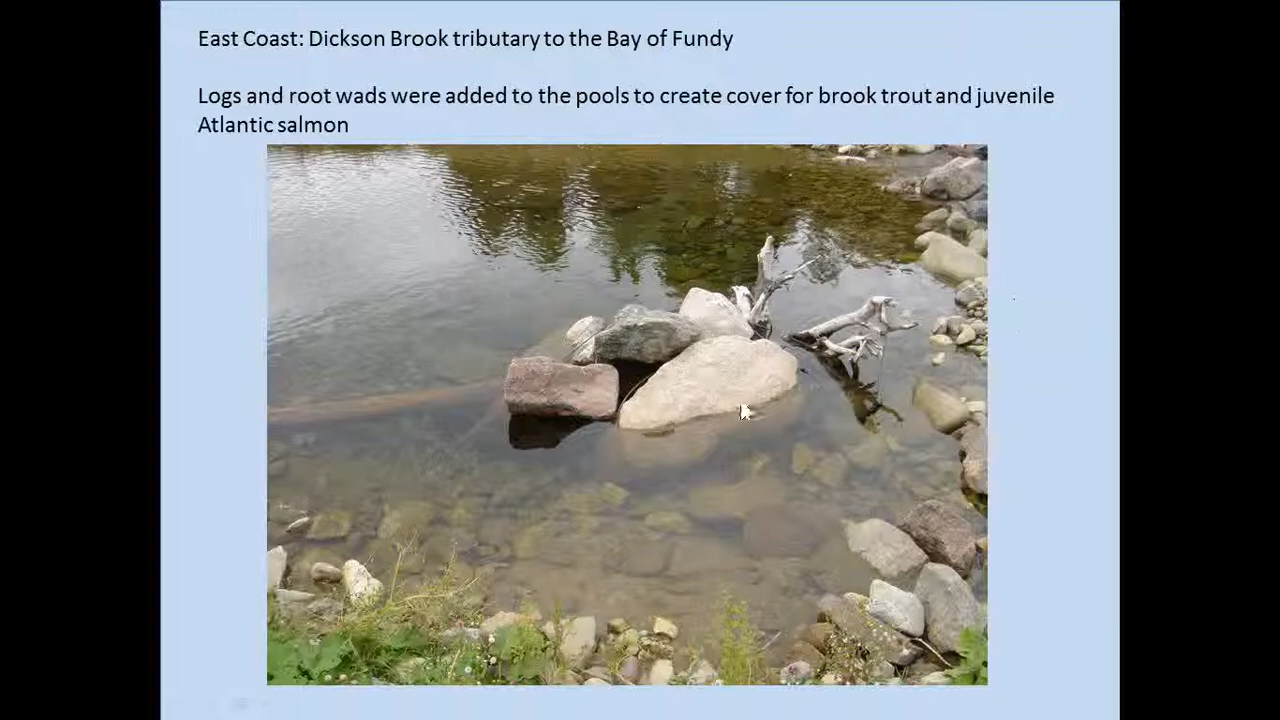 East Coast: Dickson Brook tributary to the Bay of Fundy
Logs and root wads were added to the pools to create cover for brook trout and juvenile
Atlantic salmon